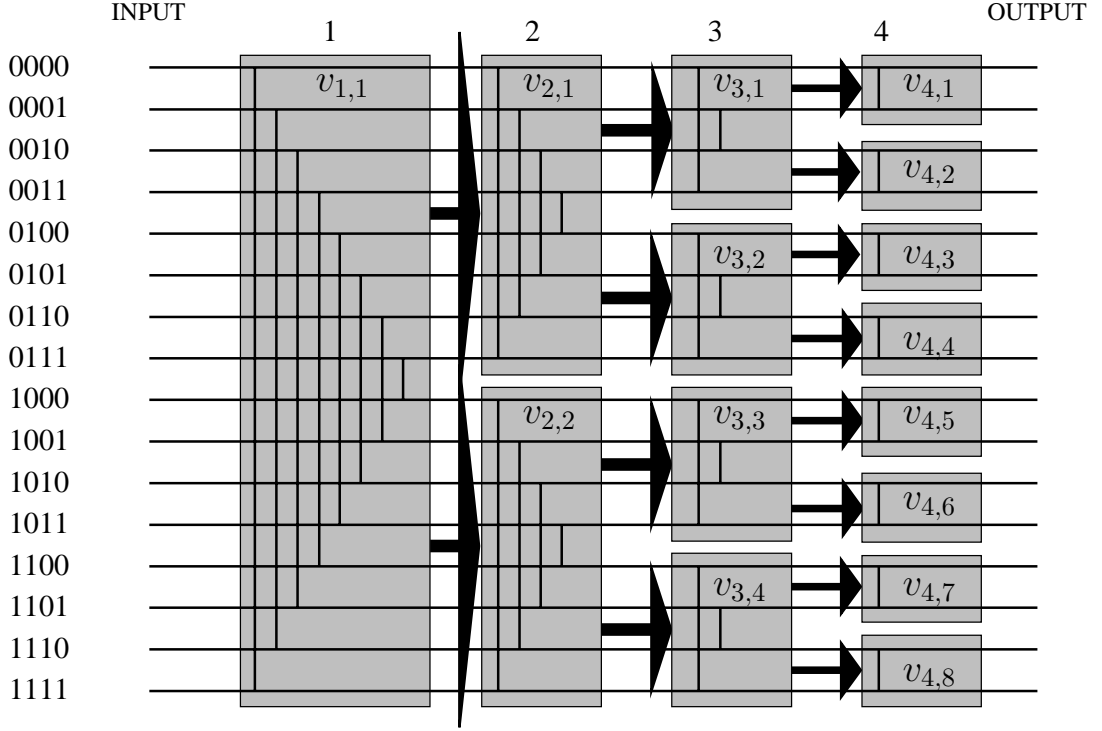 INPUT OUTPUT
1 2 3 4
0000 v1,1 v2,1 v3,1 v4,1
0001
0010 v4,2
0011
0100 v3,2 v4,3
0101
0110 v4,4
0111
1000 v2,2 v3,3 v4,5
1001
1010 v4,6
1011
1100 v3,4 v4,7
1101
1110 v4,8
1111